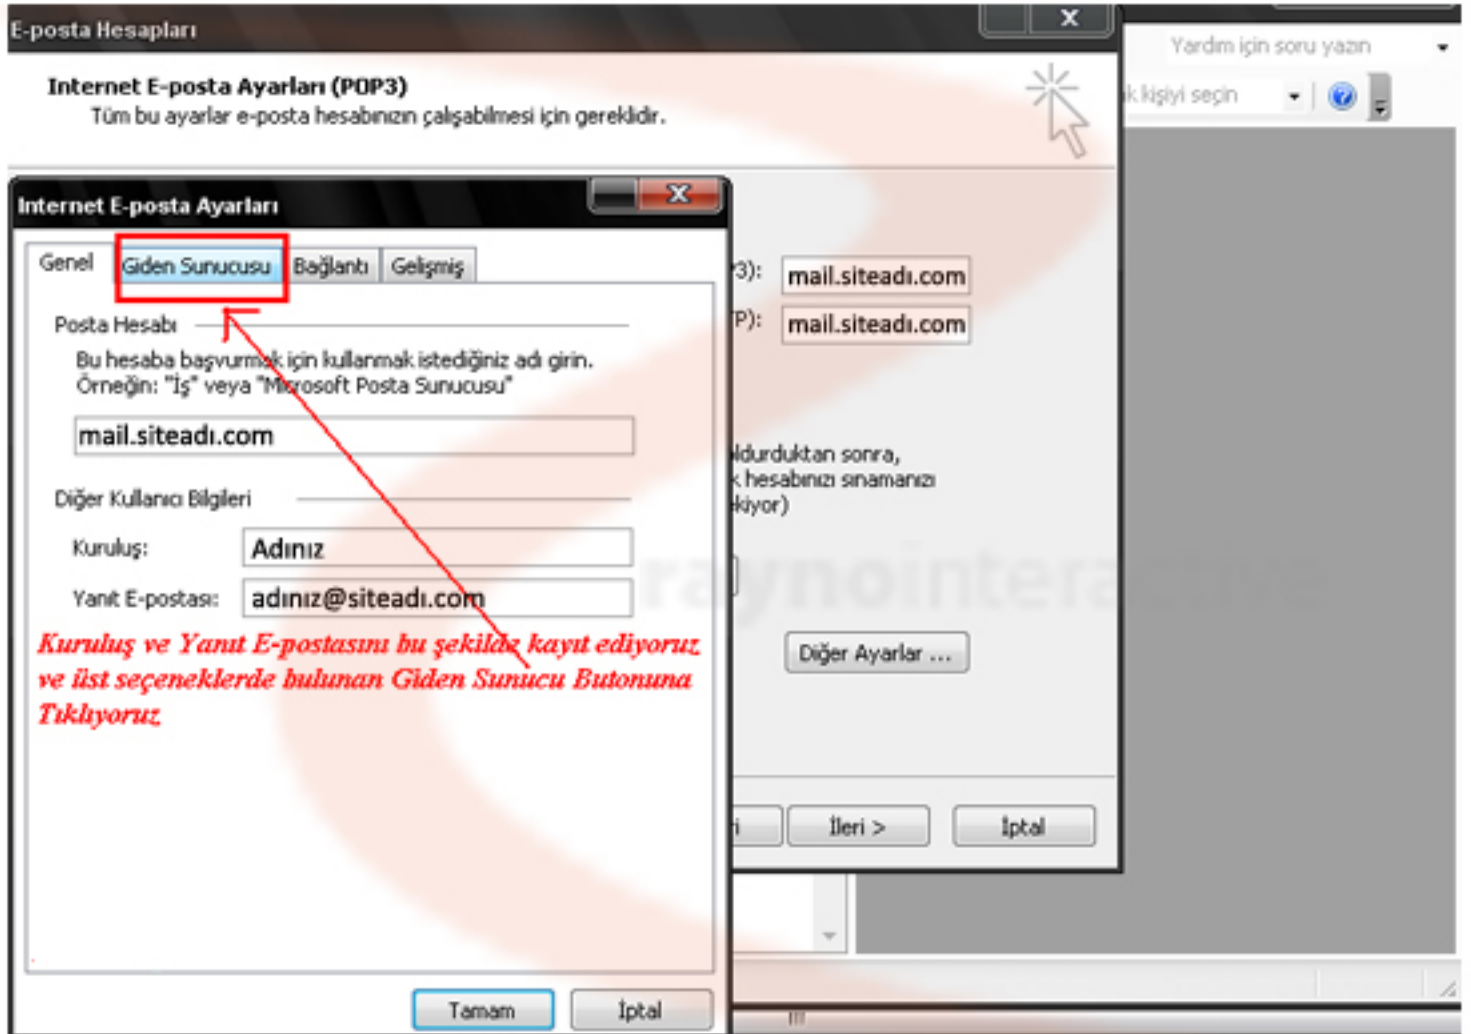 E-posta Hesapları
Yardım için soru yazın
Internet E-posta Ayarları (POP3)
Tüm bu ayarlar e-posta hesabınızın çalışabilmesi için gereklidir.
kişiyi seçin
Internet E-posta Ayarları
Genel
Giden Sunucusu
Bağlantı
Gelişmiş
3):
mail.siteadı.com
Posta Hesabı
P):
mail.siteadı.com
Bu hesaba başvurmak için kullanmak istediğiniz adı girin.
Örneğin: "İş" veya "Microsoft Posta Sunucusu"
mail.siteadı.com
ldurduktan sonra,
k hesabınızı sınamanızı
ekiyor)
Diğer Kullanıcı Bilgileri
Kuruluş:
Adınız
Yanıt E-postası:
adınız@siteadı.com
raynointeractive
Kuruluş ve Yanıt E-postasını bu şekilde kayıt ediyoruz
ve üst seçeneklerde bulunan Giden Sunucu Butonuna
Tıklıyoruz
Diğer Ayarlar ...
ri
İleri >
İptal
Tamam
İptal